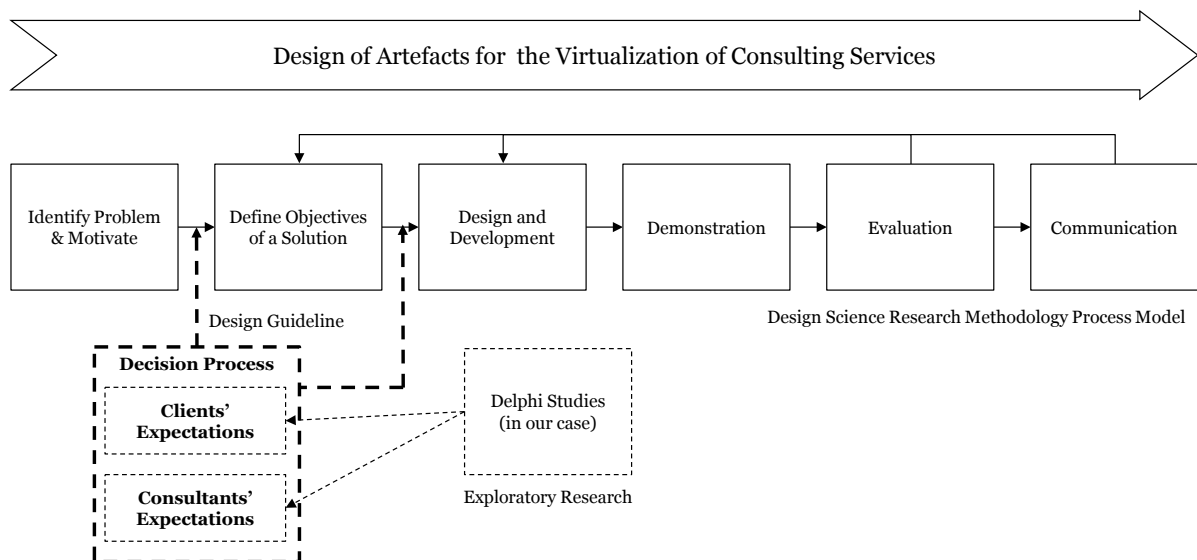 Design of Artefacts for the Virtualization of Consulting Services
Identify Problem
& Motivate
Define Objectives
of a Solution
Design and
Development
Demonstration
Evaluation
Communication
Design Guideline
Design Science Research Methodology Process Model
Decision Process
Clients’
Expectations
Consultants’
Expectations
Delphi Studies
(in our case)
Exploratory Research